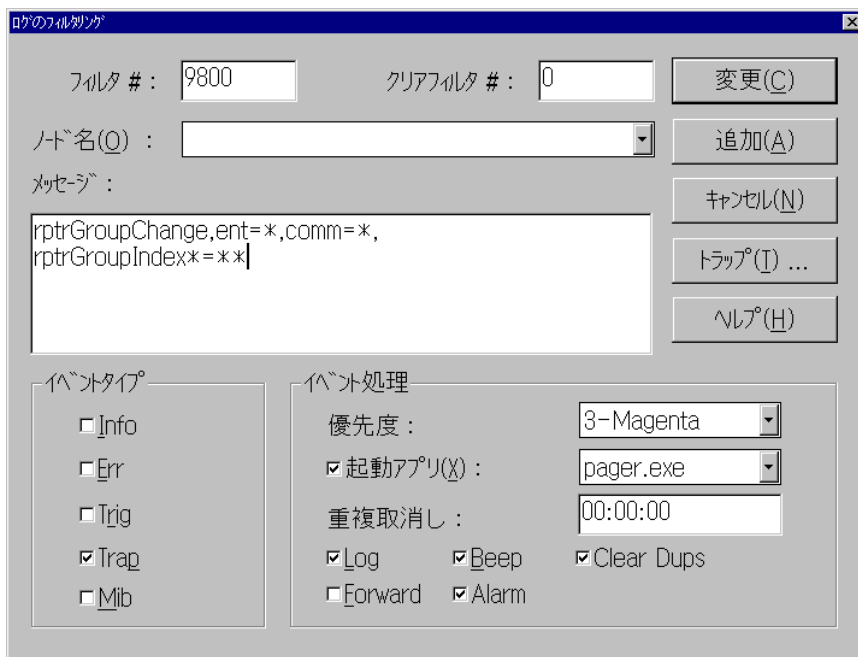 ログのフィルタリング
フィルタ #: 9800 クリアフィルタ #: 0 変更(C)
ノード名(O) : 追加(A)
メッセージ:
キャンセル(N)
rptrGroupChange,ent=*,comm=*,
rptrGroupIndex*=**
トラップ(T) ...
ヘルプ(H)
イベントタイプ
Info
Err
Trig
Trap
Mib
イベント処理
優先度: 3-Magenta
起動アプリ(X): pager.exe
重複取消し: 00:00:00
Log Beep Clear Dups
Forward Alarm